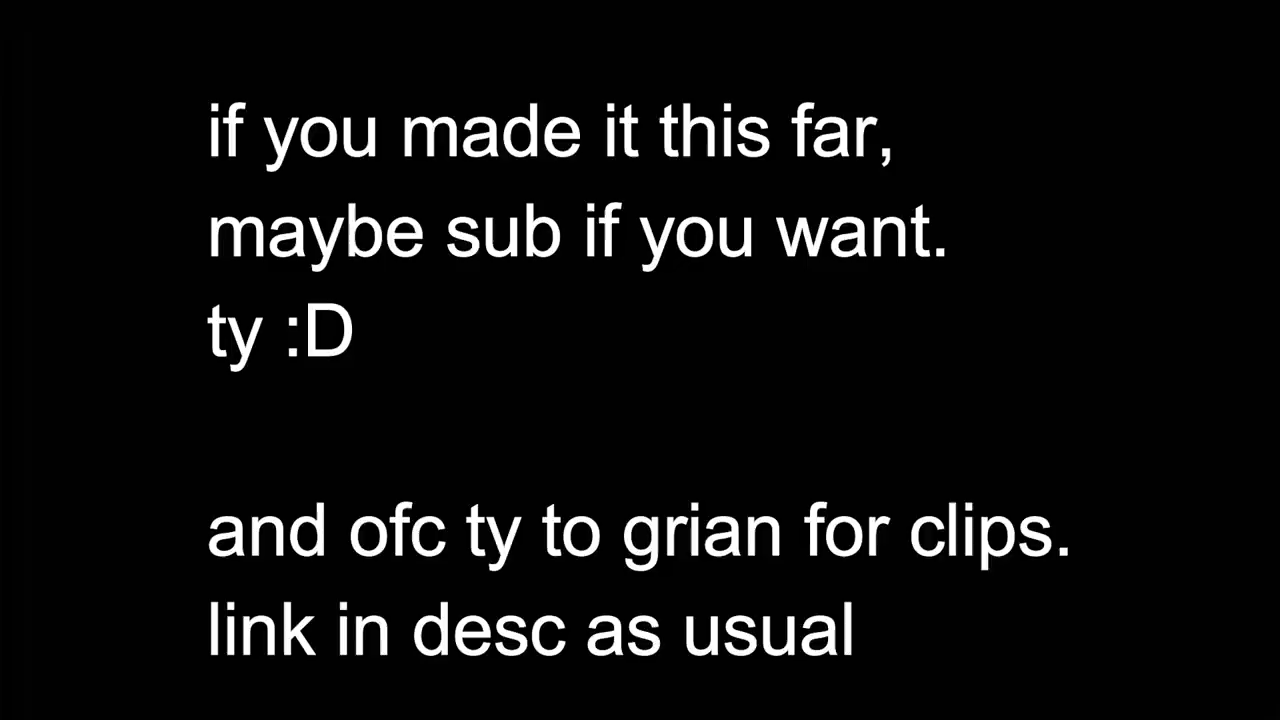 if you made it this far,
maybe sub if you want.
ty :D
and ofc ty to grian for clips.
link in desc as usual